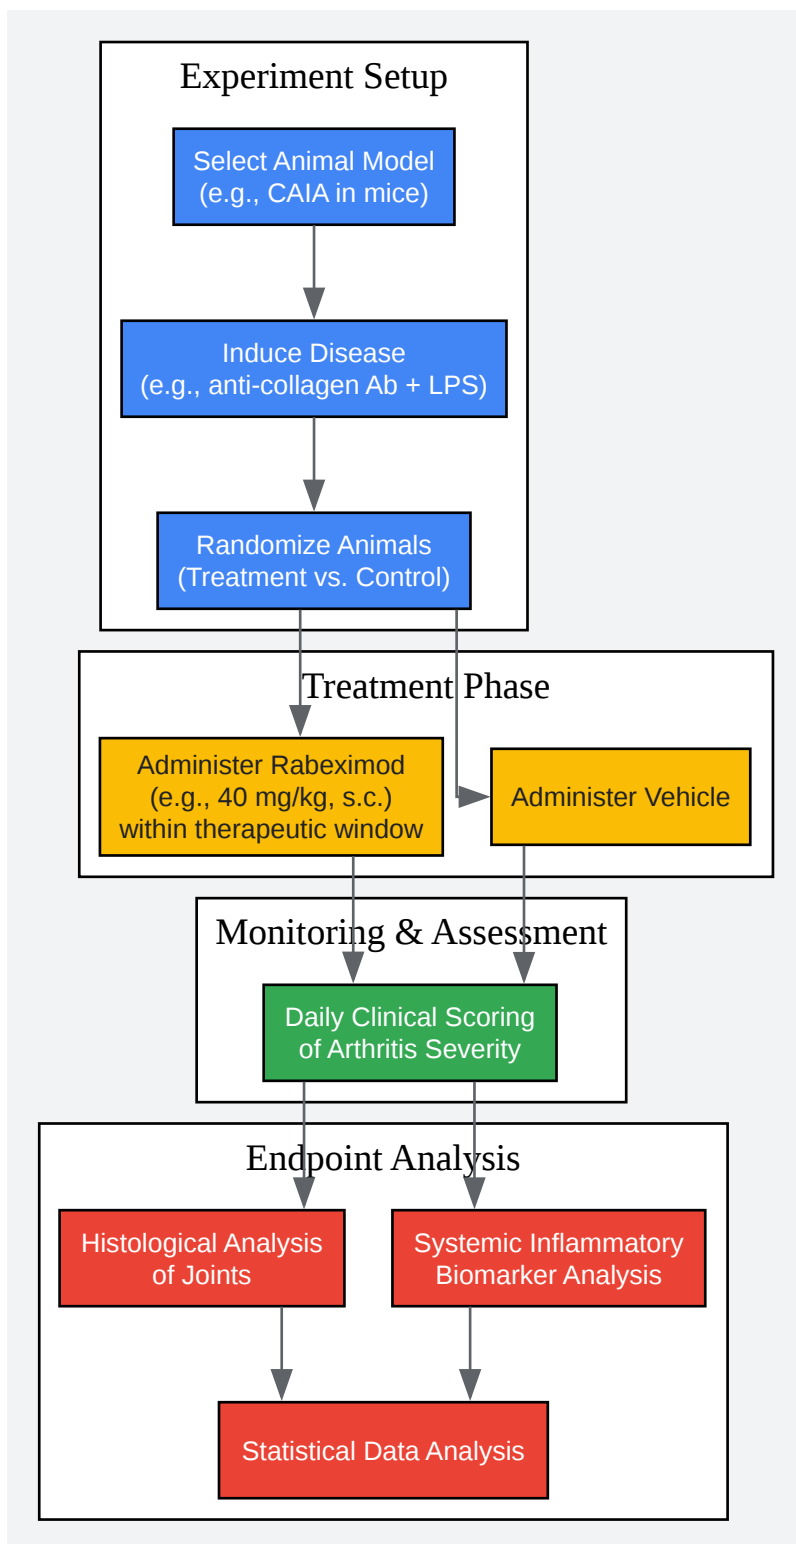 Experiment Setup
Select Animal Model
(e.g., CAIA in mice)
Induce Disease
(e.g., anti-collagen Ab + LPS)
Randomize Animals
(Treatment vs. Control)
Treatment Phase
Administer Rabeximod
(e.g., 40 mg/kg, s.c.)
within therapeutic window
Administer Vehicle
Monitoring & Assessment
Daily Clinical Scoring
of Arthritis Severity
Endpoint Analysis
Histological Analysis
of Joints
Systemic Inflammatory
Biomarker Analysis
Statistical Data Analysis